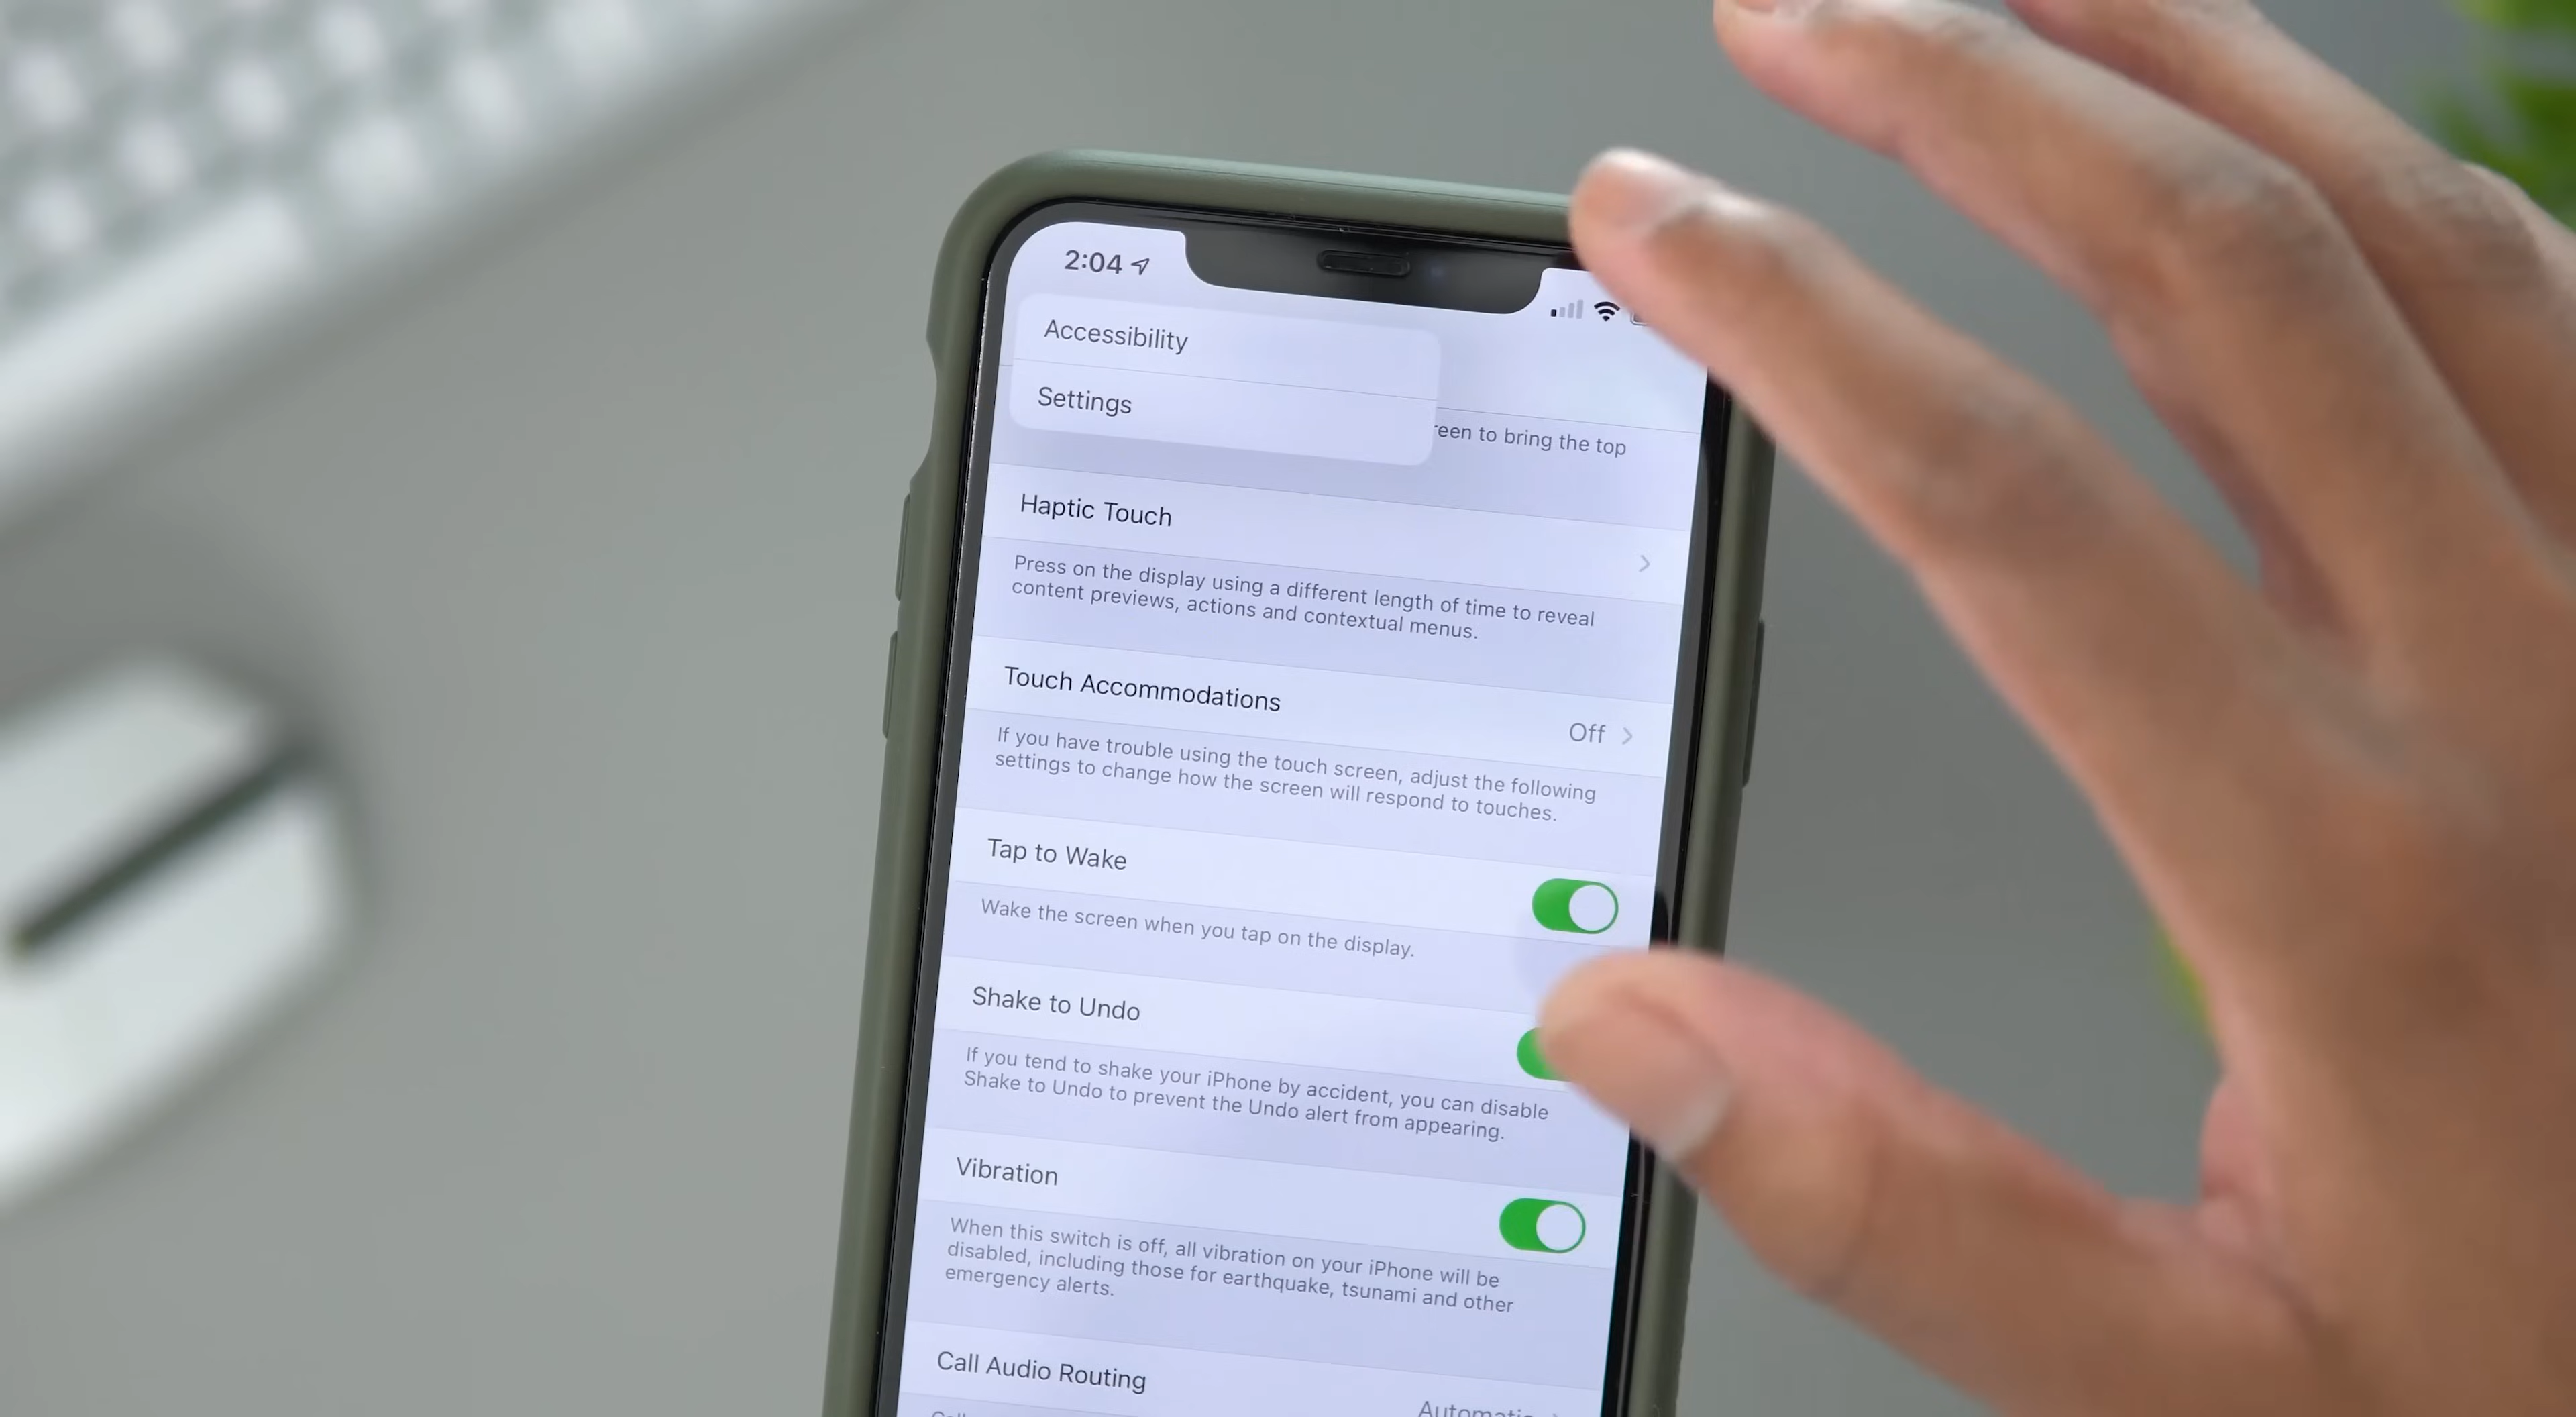 2:04
Accessibility
Settings
to bring the top
Haptic Touch
Press on the display using a different length of time to reveal
content previews, actions and contextual menus.
Touch Accommodations
Off
If you have trouble using the touch screen, adjust the following
settings to change how the screen will respond to touches.
Tap to Wake
Wake the screen when you tap on the display.
Shake to Undo
If you tend to shake your iPhone by accident, you can disable
Shake to Undo to prevent the Undo alert from appearing.
Vibration
When this switch is off, all vibration on your iPhone will be
disabled, including those for earthquake, tsunami and other
emergency alerts.
Call Audio Routing